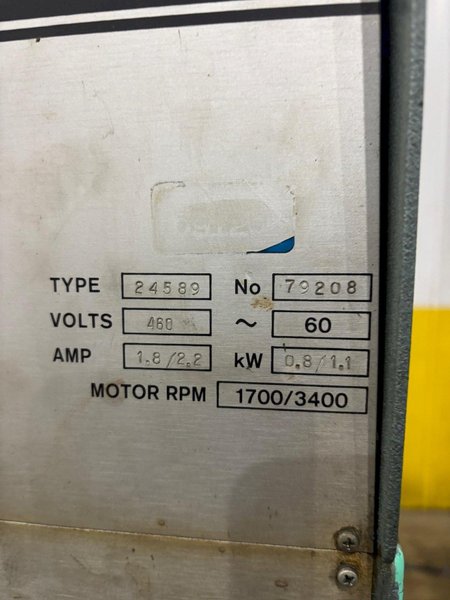 TYPE 24589 No 79208
VOLTS 460 ~ 60
AMP 1.8/2.2 kW 0.8/1.1
MOTOR RPM 1700/3400